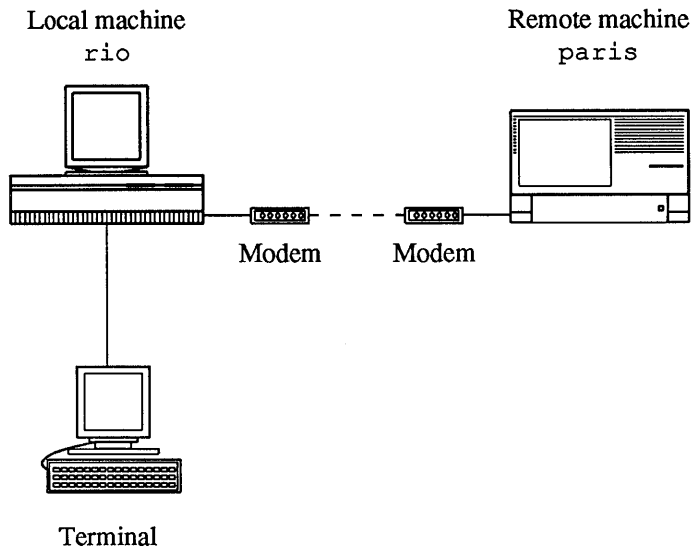 Local machine
rio
Remote machine
paris
Modem
Modem
Terminal